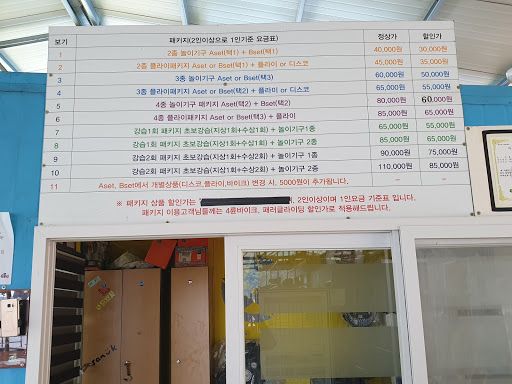 보기 패키지(2인이상으로 1인기준 요금표) 정상가 할인가
1 2종 놀이기구 Aset(택1) + Bset(택1) 40,000원 30,000원
2 2종 플라이패키지 Aset or Bset(택1) + 플라이 or 디스코 45,000원 35,000원
3 3종 놀이기구 Aset or Bset(택3) 60,000원 50,000원
4 3종 플라이패키지 Aset or Bset(택2) + 플라이 or 디스코 65,000원 55,000원
5 4종 놀이기구 패키지 Aset(택2) + Bset(택2) 80,000원 60,000원
6 4종 플라이패키지 Aset or Bset(택3) + 플라이 85,000원 65,000원
7 강습1회 패키지 초보강습(지상1회+수상1회) + 놀이기구1종 65,000원 55,000원
8 강습1회 패키지 초보강습(지상1회+수상1회) + 놀이기구 2종 85,000원 65,000원
9 강습2회 패키지 초보강습(지상1회+수상2회) + 놀이기구 1종 90,000원 75,000원
10 강습2회 패키지 초보강습(지상1회+수상2회) + 놀이기구 2종 110,000원 85,000원
11 Aset, Bset에서 개별상품(디스코,플라이,바이크) 변경 시, 5000원이 추가됩니다. – –
※ 패키지 상품 할인가는 , 2인이상이며 1인요금 기준표 입니다.
패키지 이용고객님들께는 4륜바이크, 패러글라이딩 할인가로 적용해드립니다.